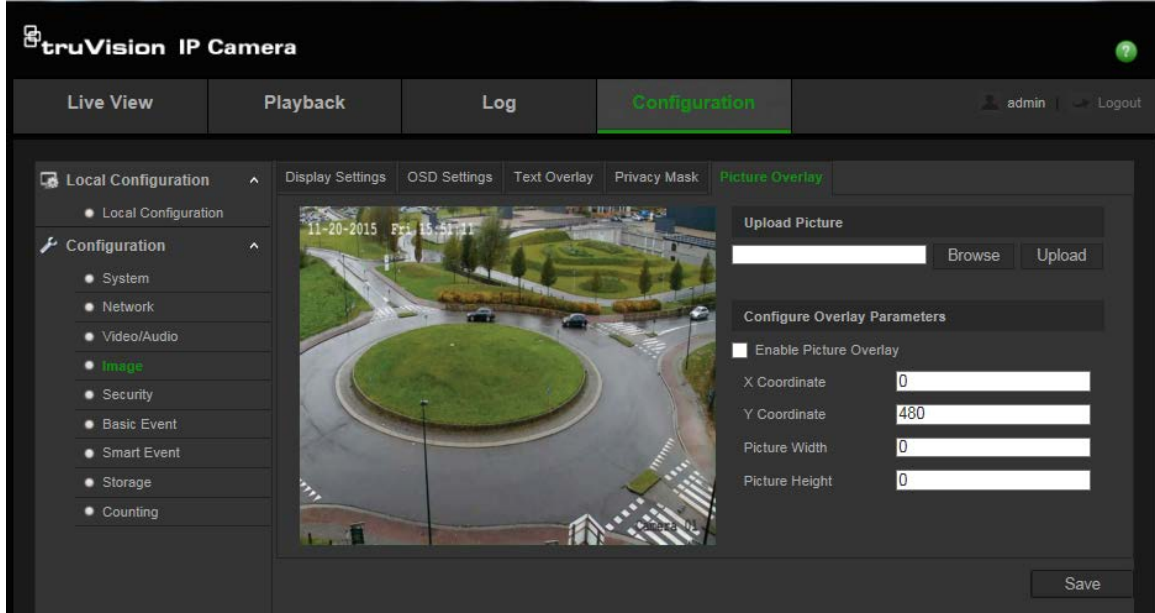 truVision IP Camera
?
Live View
Playback
Log
Configuration
admin | Logout
Local Configuration
Local Configuration
Configuration
System
Network
Video/Audio
Image
Security
Basic Event
Smart Event
Storage
Counting
Display Settings
OSD Settings
Text Overlay
Privacy Mask
Picture Overlay
11-20-2015 Fri 15:51:11
Camera 01
Upload Picture
Browse
Upload
Configure Overlay Parameters
Enable Picture Overlay
X Coordinate 0
Y Coordinate 480
Picture Width 0
Picture Height 0
Save